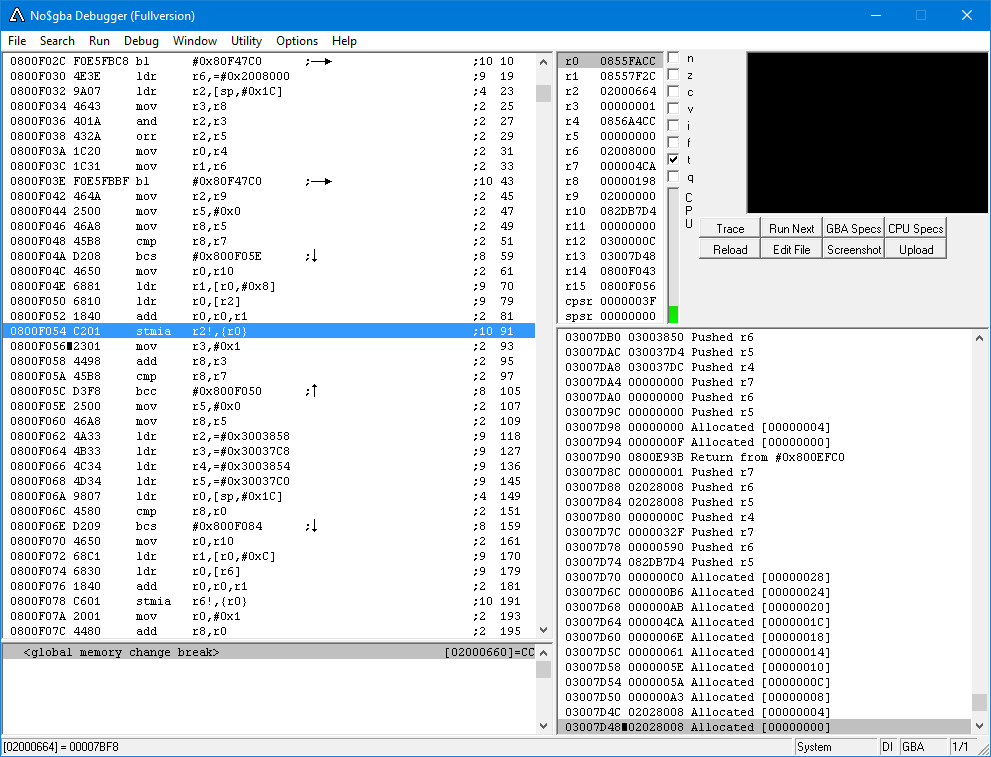 No$gba Debugger (Fullversion)
File Search Run Debug Window Utility Options Help
0800F02C F0E5FBC8 bl #0x80F47C0 ;—► ;10 10
0800F030 4E3E ldr r6,=#0x2008000 ;9 19
0800F032 9A07 ldr r2,[sp,#0x1C] ;4 23
0800F034 4643 mov r3,r8 ;2 25
0800F036 401A and r2,r3 ;2 27
0800F038 432A orr r2,r5 ;2 29
0800F03A 1C20 mov r0,r4 ;2 31
0800F03C 1C31 mov r1,r6 ;2 33
0800F03E F0E5FBBF bl #0x80F47C0 ;—► ;10 43
0800F042 464A mov r2,r9 ;2 45
0800F044 2500 mov r5,#0x0 ;2 47
0800F046 46A8 mov r8,r5 ;2 49
0800F048 45B8 cmp r8,r7 ;2 51
0800F04A D208 bcs #0x800F05E ;↓ ;8 59
0800F04C 4650 mov r0,r10 ;2 61
0800F04E 6881 ldr r1,[r0,#0x8] ;9 70
0800F050 6810 ldr r0,[r2] ;9 79
0800F052 1840 add r0,r0,r1 ;2 81
0800F054 C201 stmia r2!,{r0} ;10 91
0800F056 2301 mov r3,#0x1 ;2 93
0800F058 4498 add r8,r3 ;2 95
0800F05A 45B8 cmp r8,r7 ;2 97
0800F05C D3F8 bcc #0x800F050 ;↑ ;8 105
0800F05E 2500 mov r5,#0x0 ;2 107
0800F060 46A8 mov r8,r5 ;2 109
0800F062 4A33 ldr r2,=#0x3003858 ;9 118
0800F064 4B33 ldr r3,=#0x30037C8 ;9 127
0800F066 4C34 ldr r4,=#0x3003854 ;9 136
0800F068 4D34 ldr r5,=#0x30037C0 ;9 145
0800F06A 9807 ldr r0,[sp,#0x1C] ;4 149
0800F06C 4580 cmp r8,r0 ;2 151
0800F06E D209 bcs #0x800F084 ;↓ ;8 159
0800F070 4650 mov r0,r10 ;2 161
0800F072 68C1 ldr r1,[r0,#0xC] ;9 170
0800F074 6830 ldr r0,[r6] ;9 179
0800F076 1840 add r0,r0,r1 ;2 181
0800F078 C601 stmia r6!,{r0} ;10 191
0800F07A 2001 mov r0,#0x1 ;2 193
0800F07C 4480 add r8,r0 ;2 195
<global memory change break> [02000660]=CC
r0 0855FACC
r1 08557F2C
r2 02000664
r3 00000001
r4 0856A4CC
r5 00000000
r6 02008000
r7 000004CA
r8 00000198
r9 02000000
r10 082DB7D4
r11 00000000
r12 0300000C
r13 03007D48
r14 0800F043
r15 0800F056
cpsr 0000003F
spsr 00000000
n
z
c
v
i
f
t
q
C
P
U
Trace Run Next GBA Specs CPU Specs
Reload Edit File Screenshot Upload
03007DB0 03003850 Pushed r6
03007DAC 030037D4 Pushed r5
03007DA8 030037DC Pushed r4
03007DA4 00000000 Pushed r7
03007DA0 00000000 Pushed r6
03007D9C 00000000 Pushed r5
03007D98 00000000 Allocated [00000004]
03007D94 0000000F Allocated [00000000]
03007D90 0800E93B Return from #0x800EFC0
03007D8C 00000001 Pushed r7
03007D88 02028008 Pushed r6
03007D84 02028008 Pushed r5
03007D80 0000000C Pushed r4
03007D7C 0000032F Pushed r7
03007D78 00000590 Pushed r6
03007D74 082DB7D4 Pushed r5
03007D70 000000C0 Allocated [00000028]
03007D6C 000000B6 Allocated [00000024]
03007D68 000000AB Allocated [00000020]
03007D64 000004CA Allocated [0000001C]
03007D60 0000006E Allocated [00000018]
03007D5C 00000061 Allocated [00000014]
03007D58 0000005E Allocated [00000010]
03007D54 0000005A Allocated [0000000C]
03007D50 000000A3 Allocated [00000008]
03007D4C 02028008 Allocated [00000004]
03007D48 02028008 Allocated [00000000]
[02000664] = 00007BF8 System DI GBA 1/1